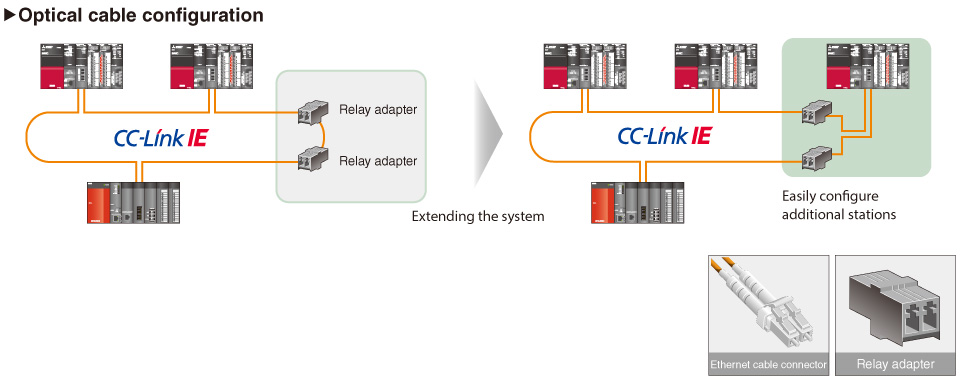 ▶Optical cable configuration
Relay adapter
CC-Link IE
Relay adapter
Extending the system
CC-Link IE
Easily configure
additional stations
Ethernet cable connector
Relay adapter